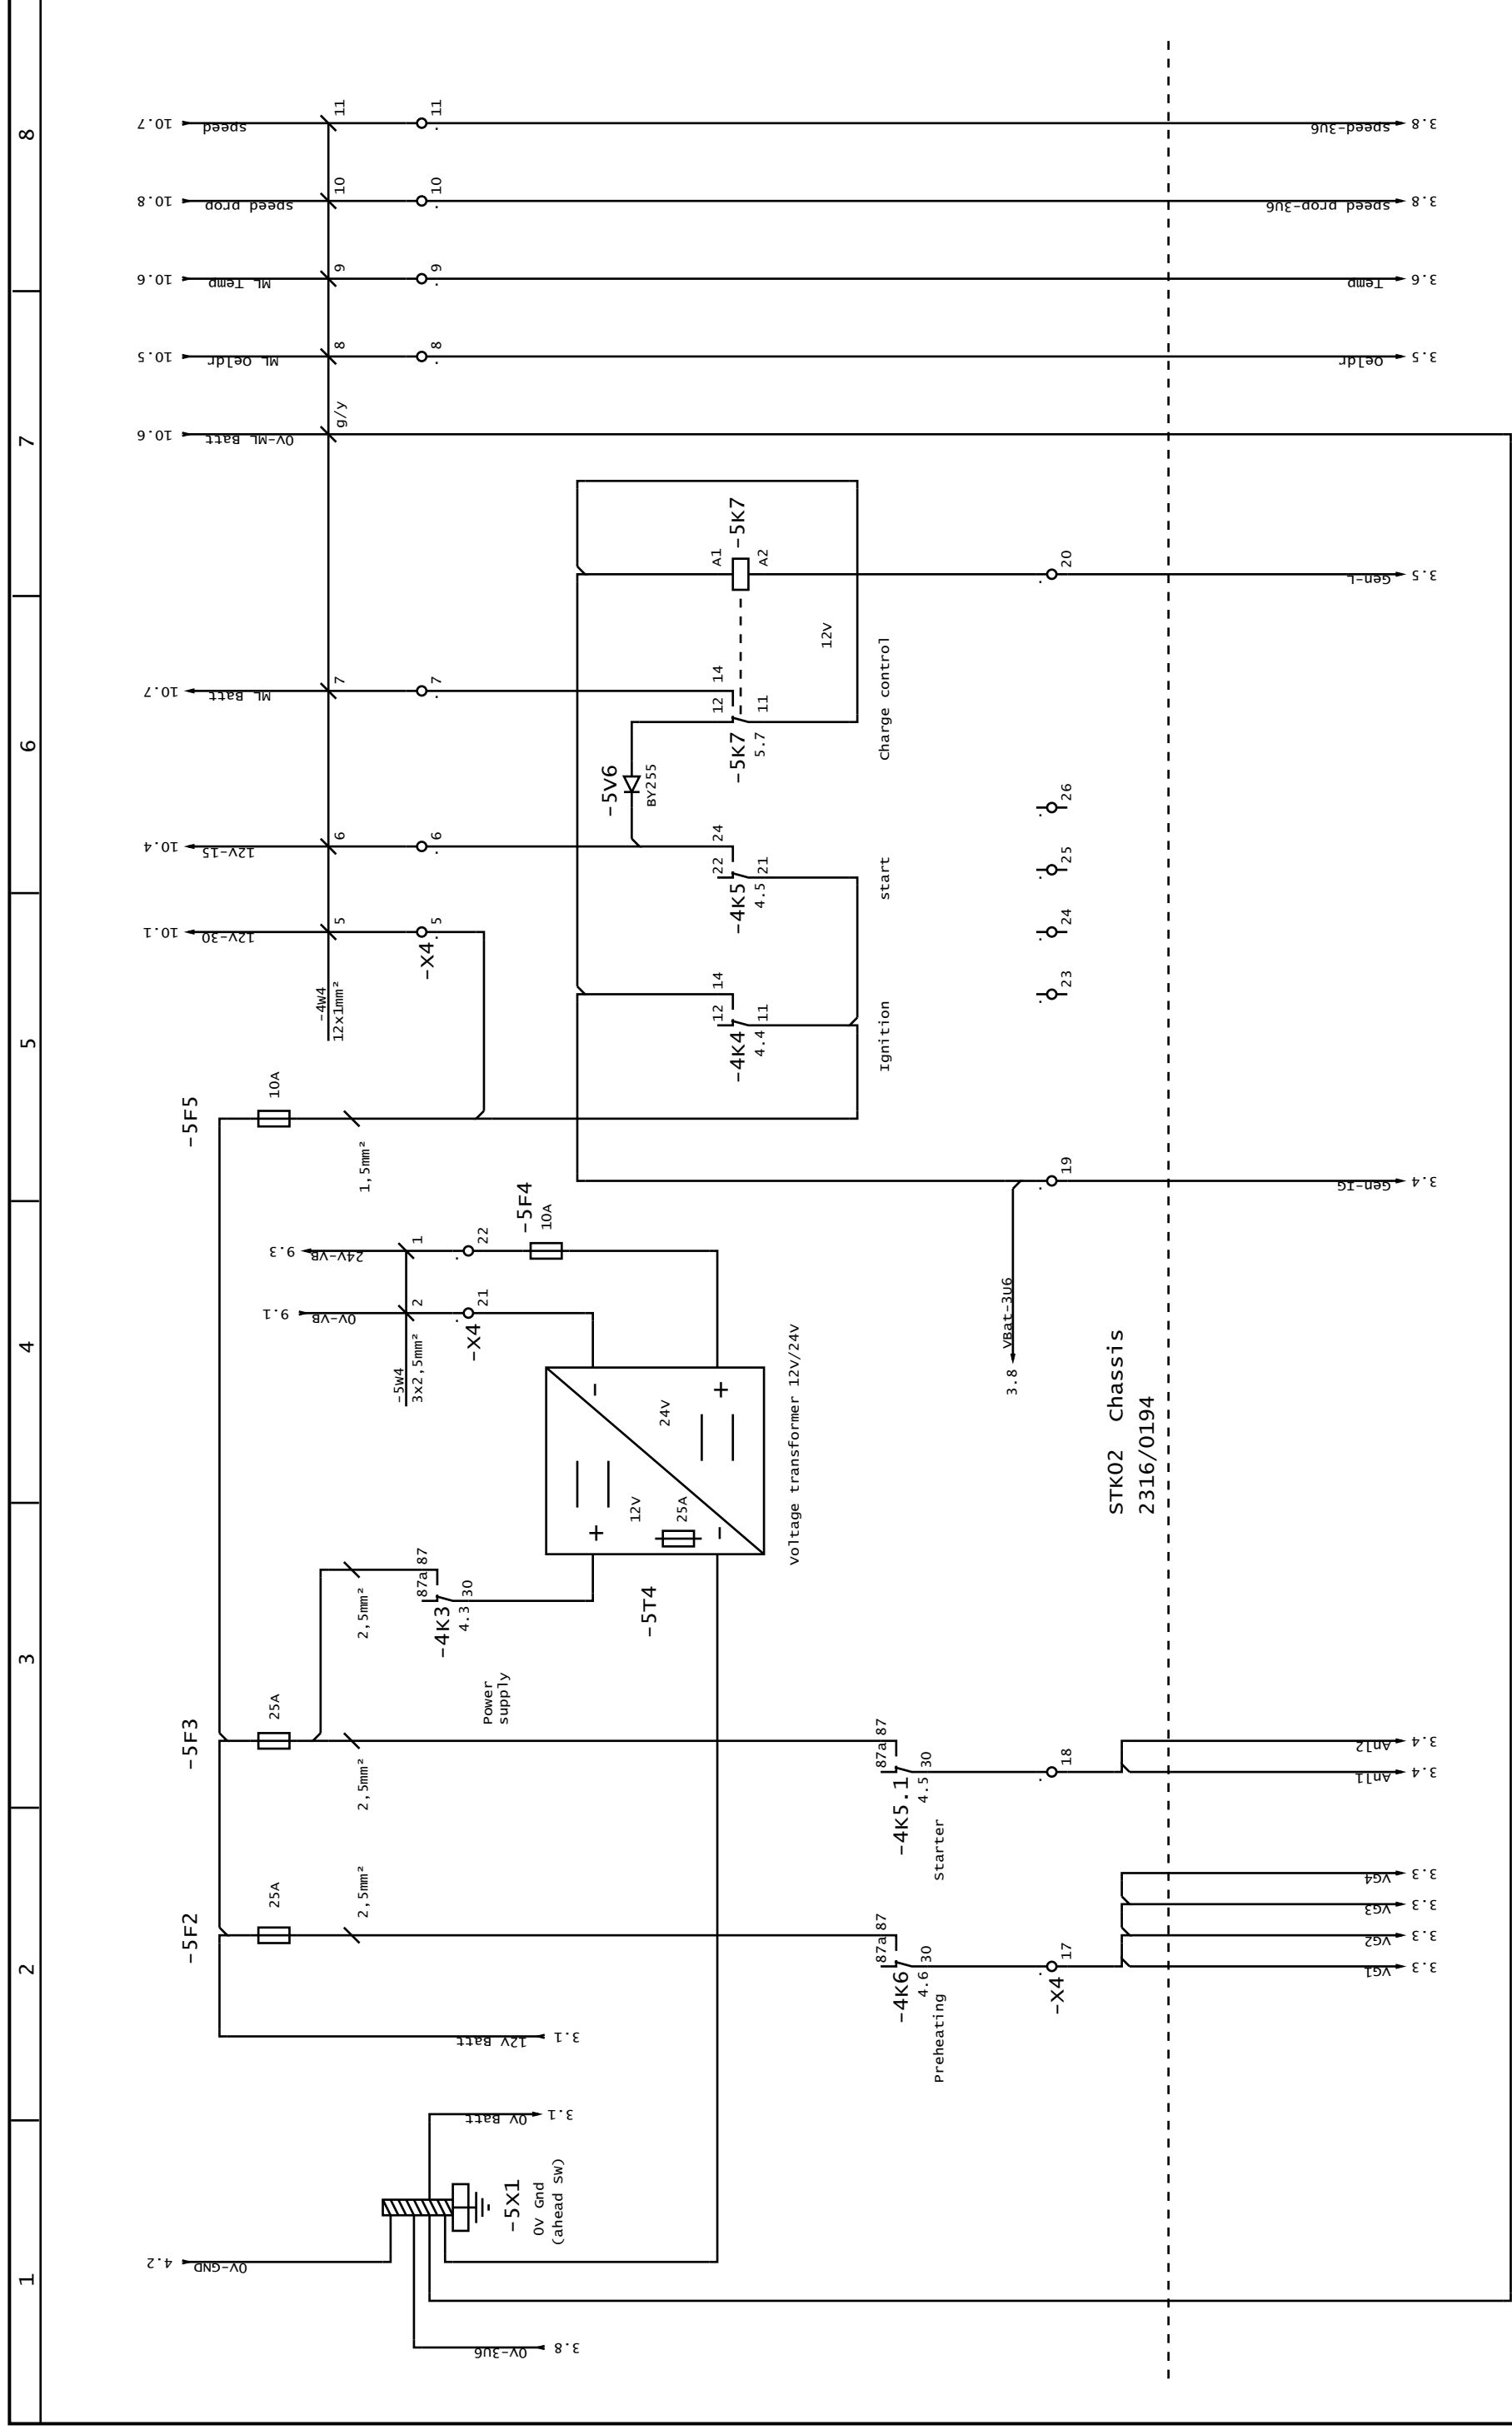 1
2
3
4
5
6
7
8
4.2
0V-GND
0V-3U6
3.8
-5X1
0V Gnd
(ahead SW)
0V Batt
3.1
12V Batt
3.1
-5F2
25A
2,5mm²
-4K6
4.6
87a
87
30
Preheating
-X4
17
VG1
3.3
VG2
3.3
VG3
3.3
VG4
3.3
-5F3
25A
2,5mm²
-4K5.1
4.5
87a
87
30
Starter
18
Anl1
3.4
Anl2
3.4
2,5mm²
-4K3
4.3
87a
87
30
Power
supply
-5T4
12V
25A
24V
+
-
-
+
Voltage transformer 12V/24V
-5W4
3x2,5mm²
9.1
0V-VB
2
-X4
21
9.3
24V-VB
1
22
-5F4
10A
STK02 Chassis
2316/0194
3.8
VBat-3U6
19
Gen-IG
3.4
-5F5
10A
1,5mm²
-4W4
12x1mm²
10.1
12V-30
5
-X4
5
10.4
12V-15
6
6
-4K4
4.4
12
14
11
Ignition
-4K5
4.5
22
24
21
start
23
24
25
26
-5V6
BY255
10.7
ML Batt
7
7
-5K7
5.7
12
14
11
Charge control
12V
-5K7
A1
A2
20
Gen-L
3.5
10.6
0V-ML Batt
g/y
10.5
ML Oeldr
8
8
Oeldr
3.5
10.6
ML Temp
9
9
Temp
3.6
10.8
speed prop
10
10
speed prop-3U6
3.8
10.7
speed
11
11
speed-3U6
3.8